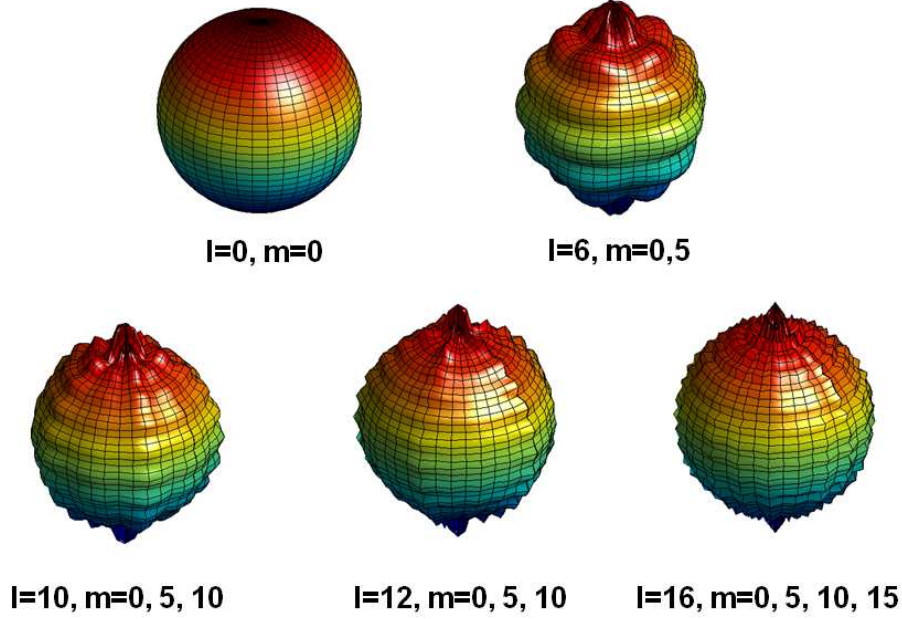 l=0, m=0
l=6, m=0,5
l=10, m=0, 5, 10
l=12, m=0, 5, 10
l=16, m=0, 5, 10, 15